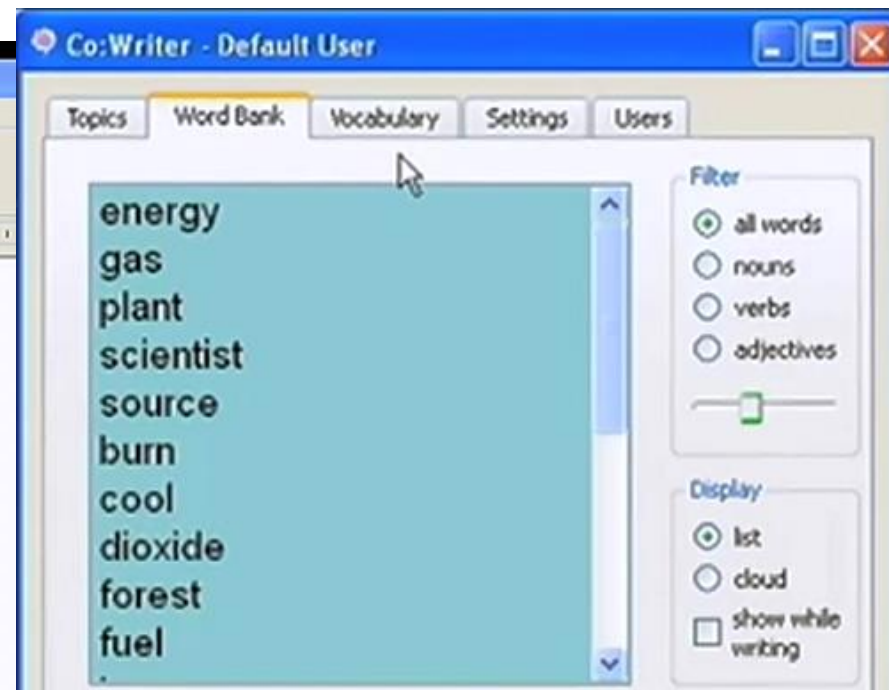 Co:Writer - Default User
Topics Word Bank Vocabulary Settings Users
energy
gas
plant
scientist
source
burn
cool
dioxide
forest
fuel
Filter
all words
nouns
verbs
adjectives
Display
list
cloud
show while
writing